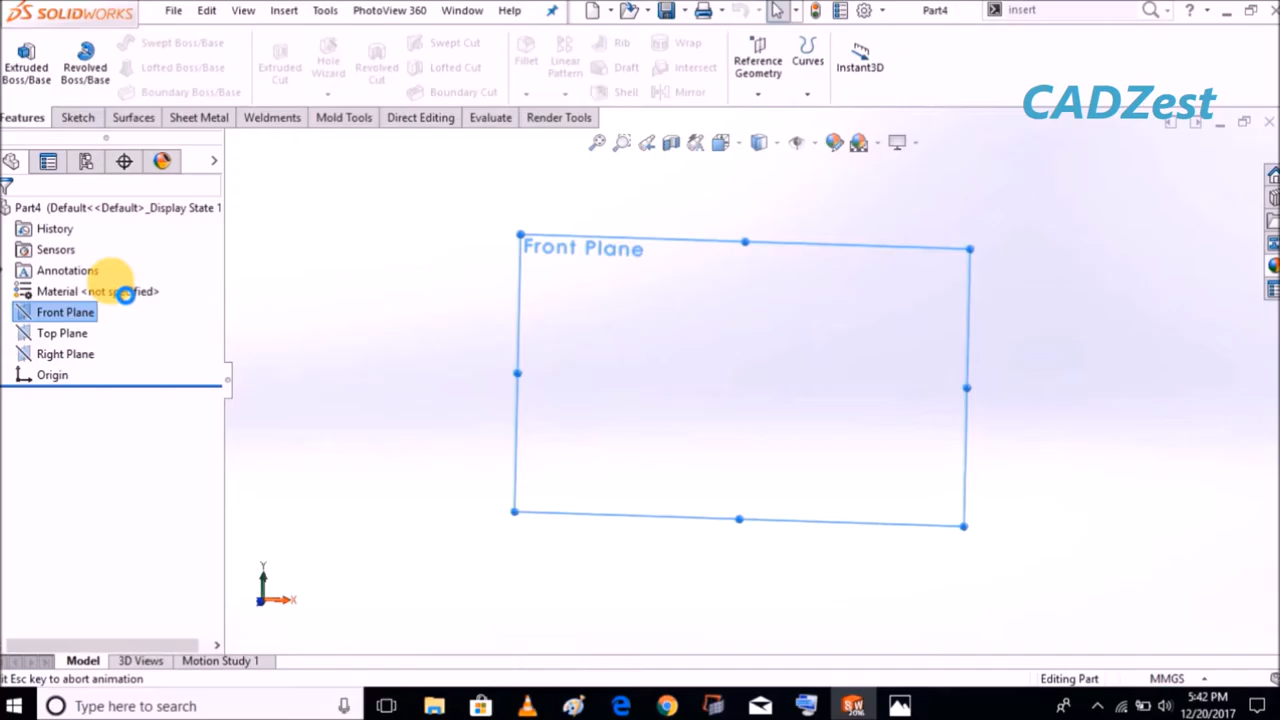 SOLIDWORKS File Edit View Insert Tools PhotoView 360 Window Help Part4 insert
Extruded Boss/Base
Revolved Boss/Base
Swept Boss/Base
Lofted Boss/Base
Boundary Boss/Base
Extruded Cut
Hole Wizard
Revolved Cut
Swept Cut
Lofted Cut
Boundary Cut
Fillet
Linear Pattern
Rib
Draft
Shell
Wrap
Intersect
Mirror
Reference Geometry
Curves
Instant3D
CADZest
Features Sketch Surfaces Sheet Metal Weldments Mold Tools Direct Editing Evaluate Render Tools
Part4 (Default<<Default>_Display State 1
History
Sensors
Annotations
Material <not specified>
Front Plane
Top Plane
Right Plane
Origin
Front Plane
Y
X
Model 3D Views Motion Study 1
it Esc key to abort animation Editing Part MMGS
Type here to search
SW
2016
5:42 PM
12/20/2017